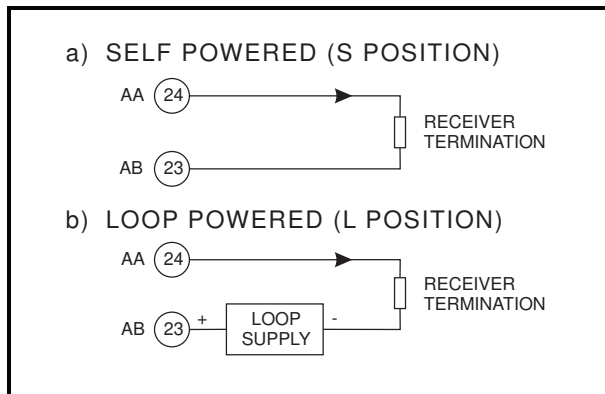 a) SELF POWERED (S POSITION)
AA 24
RECEIVER
TERMINATION
AB 23
b) LOOP POWERED (L POSITION)
AA 24
RECEIVER
TERMINATION
AB 23 + LOOP SUPPLY -